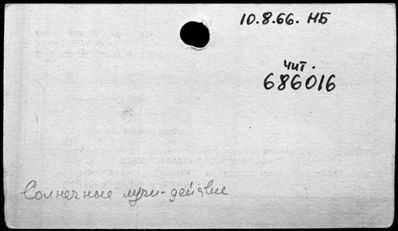 10.8.66. НБ
чит.
686016
Солнечные лучи-действие